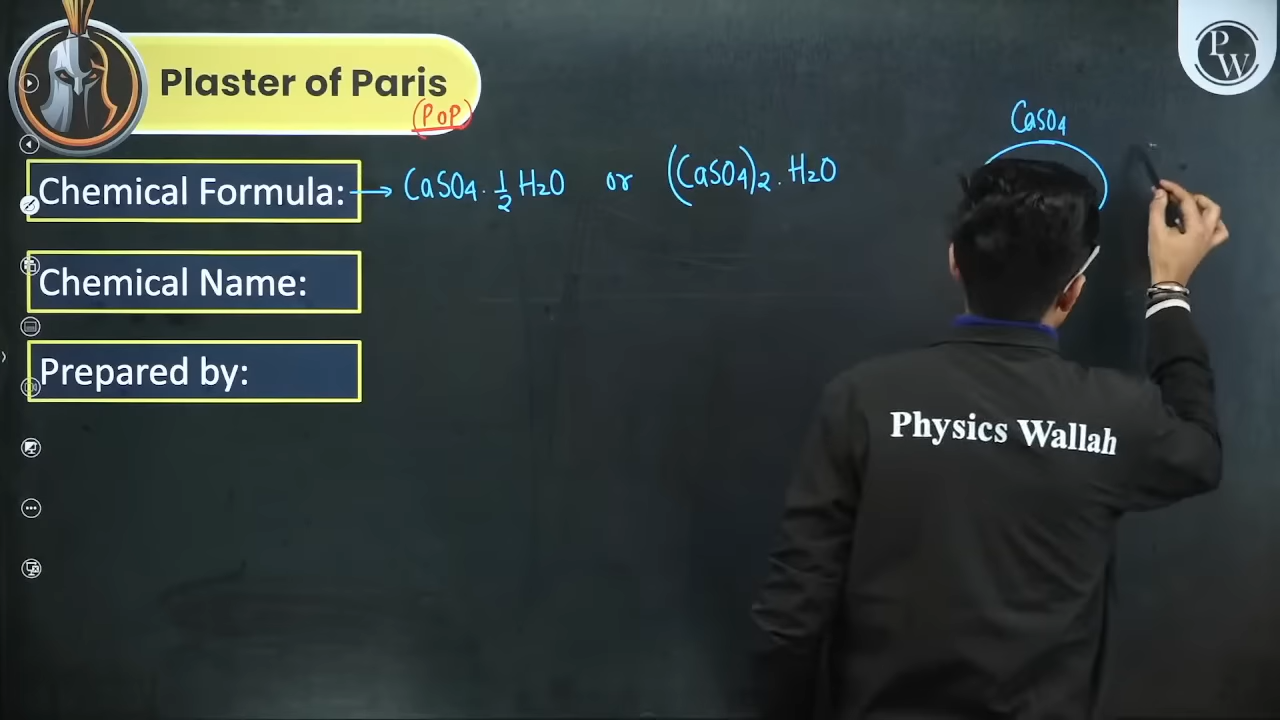 Plaster of Paris
(POP)
CaSO4
Chemical Formula: → CaSO4 . 1/2 H2O or (CaSO4)2 . H2O
Chemical Name:
Prepared by:
Physics Wallah
PW